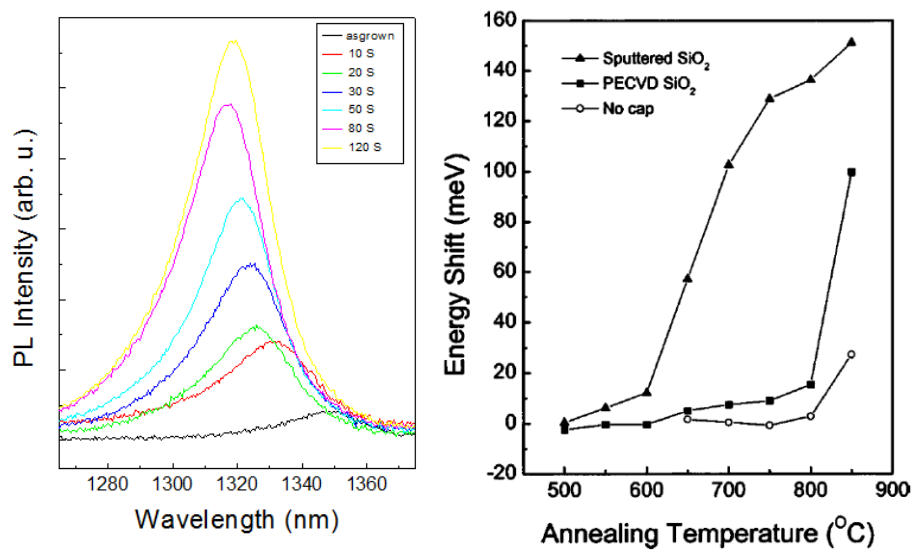 asgrown
10 S
20 S
30 S
50 S
80 S
120 S
PL Intensity (arb. u.)
1280 1300 1320 1340 1360
Wavelength (nm)
160
140
120
100
80
60
40
20
0
-20
Sputtered SiO₂
PECVD SiO₂
No cap
Energy Shift (meV)
500 600 700 800 900
Annealing Temperature (⁰C)